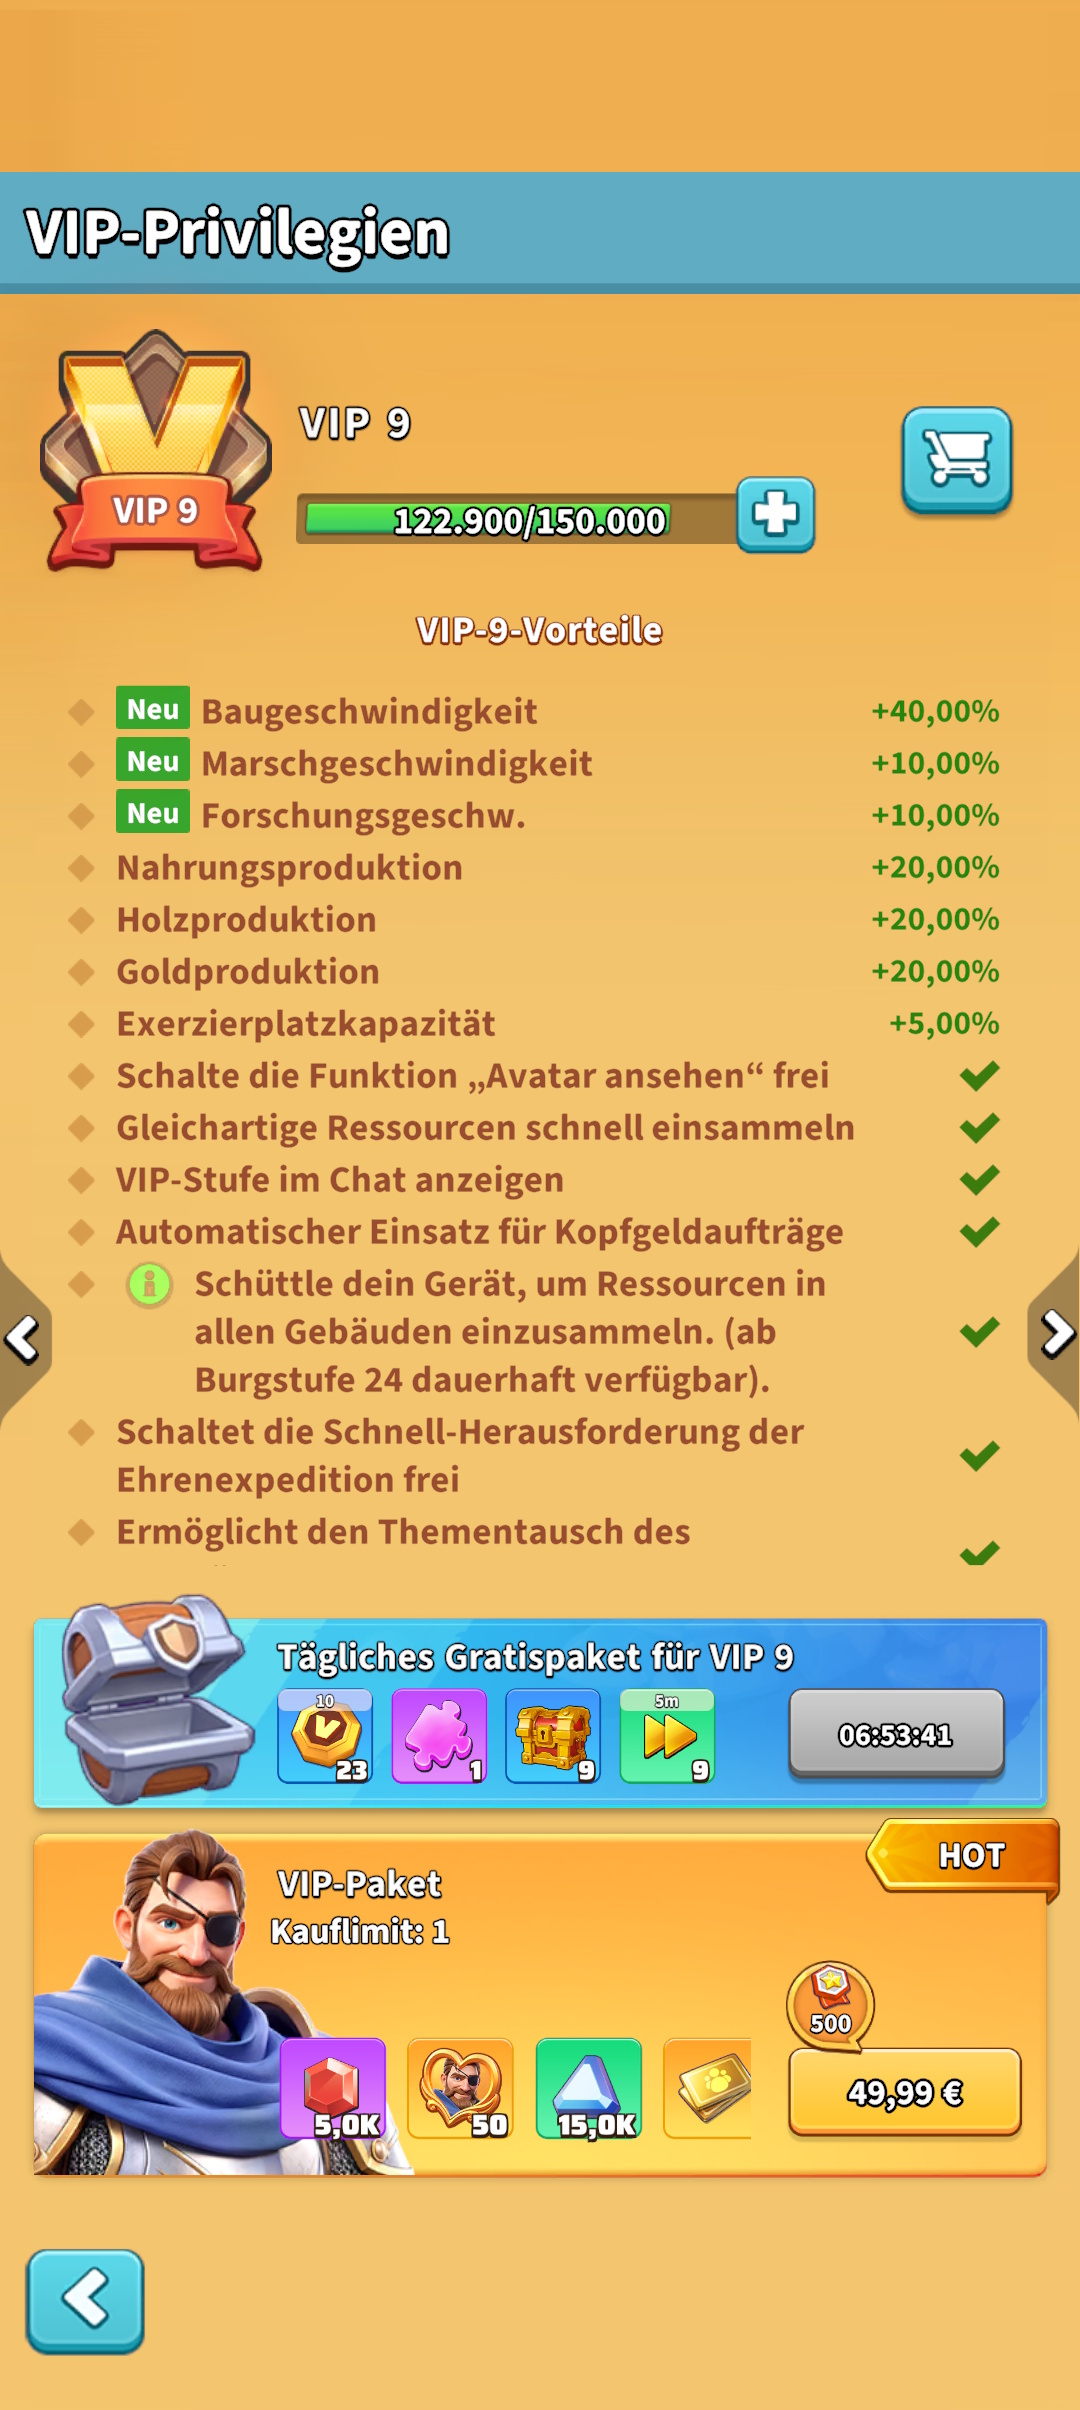 VIP-Privilegien
VIP 9
VIP 9
122.900/150.000
VIP-9-Vorteile
Neu Baugeschwindigkeit +40,00%
Neu Marschgeschwindigkeit +10,00%
Neu Forschungsgeschw. +10,00%
Nahrungsproduktion +20,00%
Holzproduktion +20,00%
Goldproduktion +20,00%
Exerzierplatzkapazität +5,00%
Schalte die Funktion „Avatar ansehen“ frei
Gleichartige Ressourcen schnell einsammeln
VIP-Stufe im Chat anzeigen
Automatischer Einsatz für Kopfgeldaufträge
Schüttle dein Gerät, um Ressourcen in
allen Gebäuden einzusammeln. (ab
Burgstufe 24 dauerhaft verfügbar).
Schaltet die Schnell-Herausforderung der
Ehrenexpedition frei
Ermöglicht den Thementausch des
Tägliches Gratispaket für VIP 9
10 5m
23 1 9 9
06:53:41
HOT
VIP-Paket
Kauflimit: 1
500
5,0K 50 15,0K
49,99 €